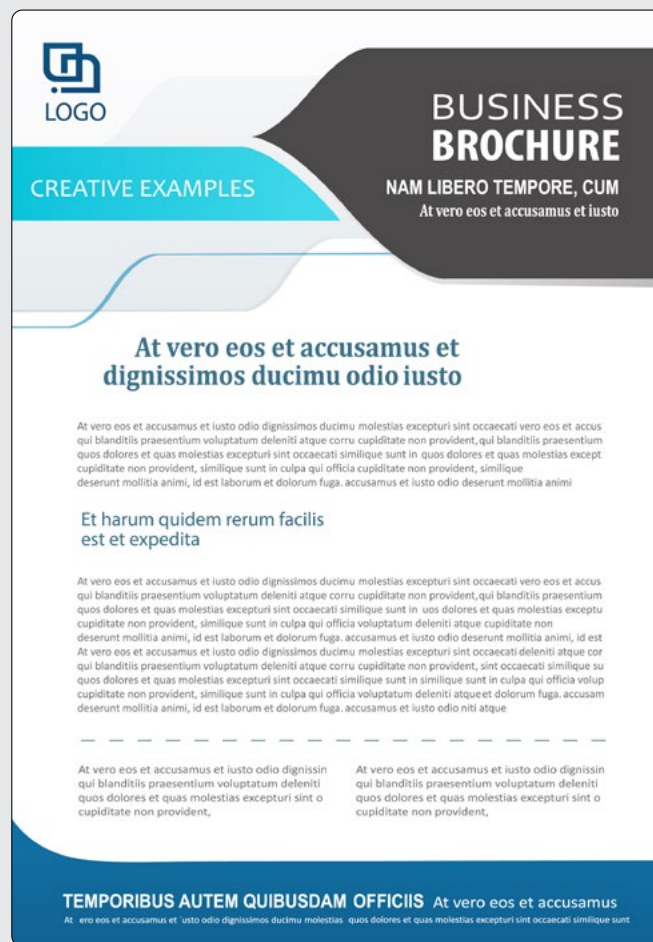 LOGO
BUSINESS
BROCHURE
CREATIVE EXAMPLES
NAM LIBERO TEMPORE, CUM
At vero eos et accusamus et iusto
At vero eos et accusamus et
dignissimos ducimu odio iusto
At vero eos et accusamus et iusto odio dignissimos ducimu molestias excepturi sint occaecati vero eos et accus
qui blanditiis praesentium voluptatum deleniti atque corru cupiditate non provident, qui blanditiis praesentium
quos dolores et quas molestias excepturi sint occaecati similique sunt in quos dolores et quas molestias except
cupiditate non provident, similique sunt in culpa qui officia cupiditate non provident, similique
deserunt mollitia animi, id est laborum et dolorum fuga. accusamus et iusto odio deserunt mollitia animi
Et harum quidem rerum facilis
est et expedita
At vero eos et accusamus et iusto odio dignissimos ducimu molestias excepturi sint occaecati vero eos et accus
qui blanditiis praesentium voluptatum deleniti atque corru cupiditate non provident, qui blanditiis praesentium
quos dolores et quas molestias excepturi sint occaecati similique sunt in uos dolores et quas molestias exceptu
cupiditate non provident, similique sunt in culpa qui officia voluptatum deleniti atque cupiditate non
deserunt mollitia animi, id est laborum et dolorum fuga. accusamus et iusto odio deserunt mollitia animi, id est
At vero eos et accusamus et iusto odio dignissimos ducimu molestias excepturi sint occaecati deleniti atque cor
qui blanditiis praesentium voluptatum deleniti atque corru cupiditate non provident, sint occaecati similique su
quos dolores et quas molestias excepturi sint occaecati similique sunt in similique sunt in culpa qui officia volup
cupiditate non provident, similique sunt in culpa qui officia voluptatum deleniti atque et dolorum fuga. accusam
deserunt mollitia animi, id est laborum et dolorum fuga. accusamus et iusto odio niti atque
At vero eos et accusamus et iusto odio dignissin
qui blanditiis praesentium voluptatum deleniti
quos dolores et quas molestias excepturi sint o
cupiditate non provident,
At vero eos et accusamus et iusto odio dignissin
qui blanditiis praesentium voluptatum deleniti
quos dolores et quas molestias excepturi sint o
cupiditate non provident,
TEMPORIBUS AUTEM QUIBUSDAM OFFICIIS At vero eos et accusamus
At ero eos et accusamus et 'usto odio dignissimos ducimu molestias quos dolores et quas molestias excepturi sint occaecati similique sunt